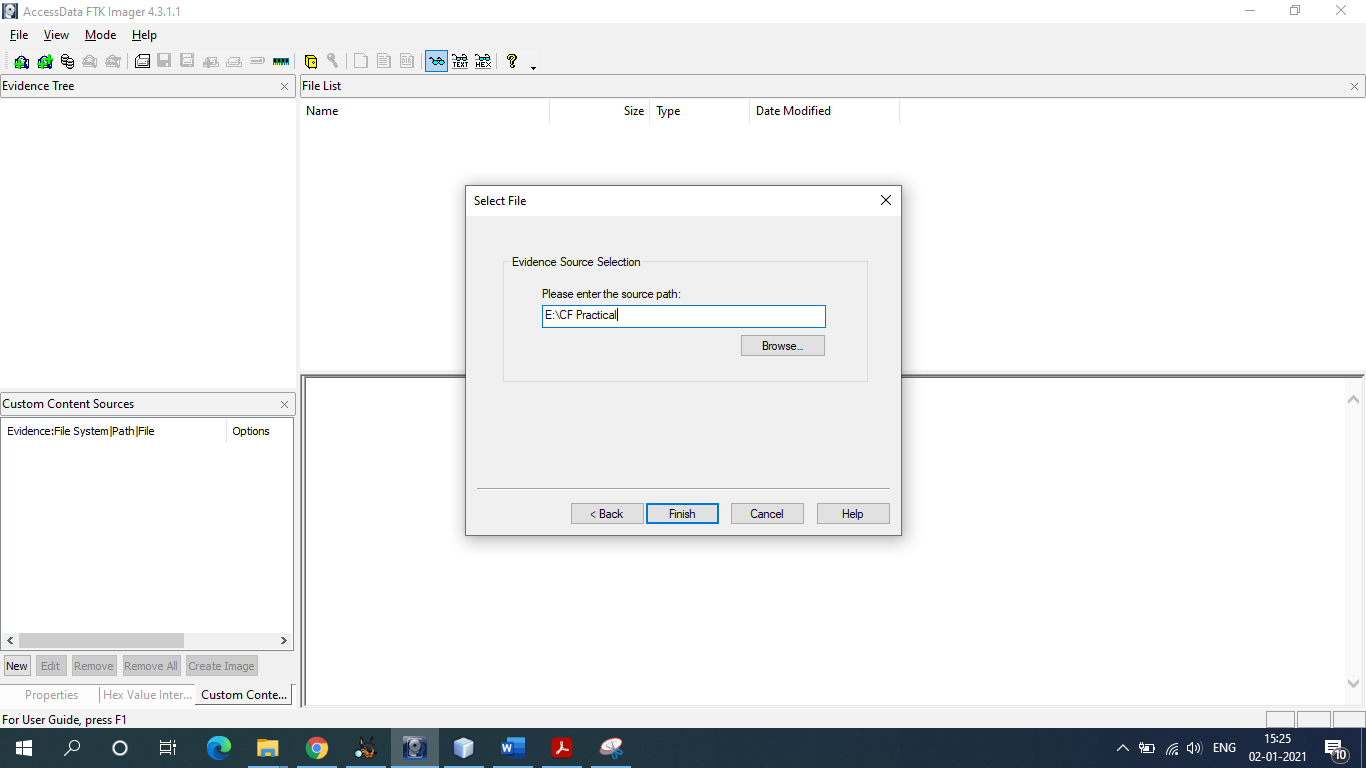 AccessData FTK Imager 4.3.1.1
File View Mode Help
TEXT HEX
Evidence Tree
File List
Name Size Type Date Modified
Select File
Evidence Source Selection
Please enter the source path:
E:\CF Practical
Browse...
< Back Finish Cancel Help
Custom Content Sources
Evidence:File System|Path|File Options
New Edit Remove Remove All Create Image
Properties Hex Value Inter... Custom Conte...
For User Guide, press F1
ENG
15:25
02-01-2021
10